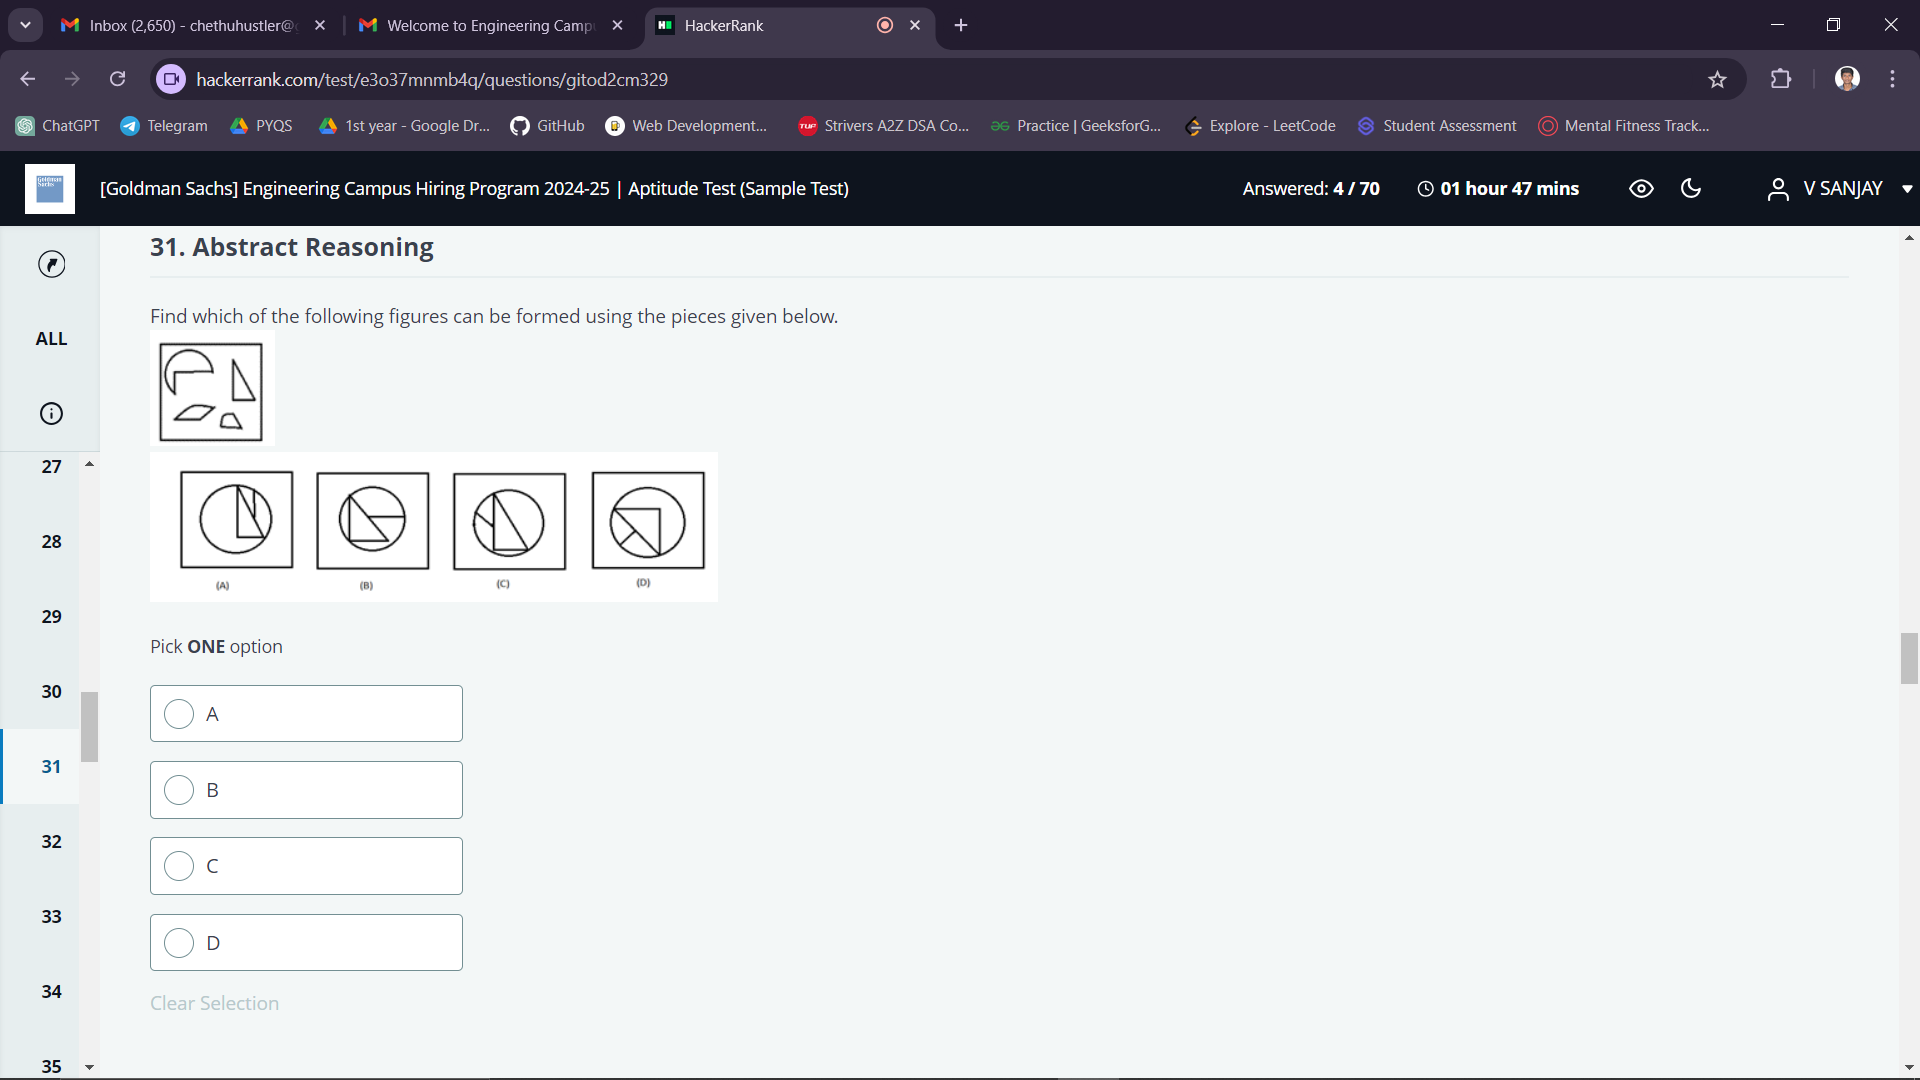 Inbox (2,650) - chethuhustler@
Welcome to Engineering Camp
HackerRank
hackerrank.com/test/e3o37mnmb4q/questions/gitod2cm329
ChatGPT
Telegram
PYQS
1st year - Google Dr...
GitHub
Web Development...
TUF Strivers A2Z DSA Co...
Practice | GeeksforG...
Explore - LeetCode
Student Assessment
Mental Fitness Track...
Goldman Sachs
[Goldman Sachs] Engineering Campus Hiring Program 2024-25 | Aptitude Test (Sample Test)
Answered: 4 / 70
01 hour 47 mins
V SANJAY
ALL
27
28
29
30
31
32
33
34
35
31. Abstract Reasoning
Find which of the following figures can be formed using the pieces given below.
(A)
(B)
(C)
(D)
Pick ONE option
A
B
C
D
Clear Selection